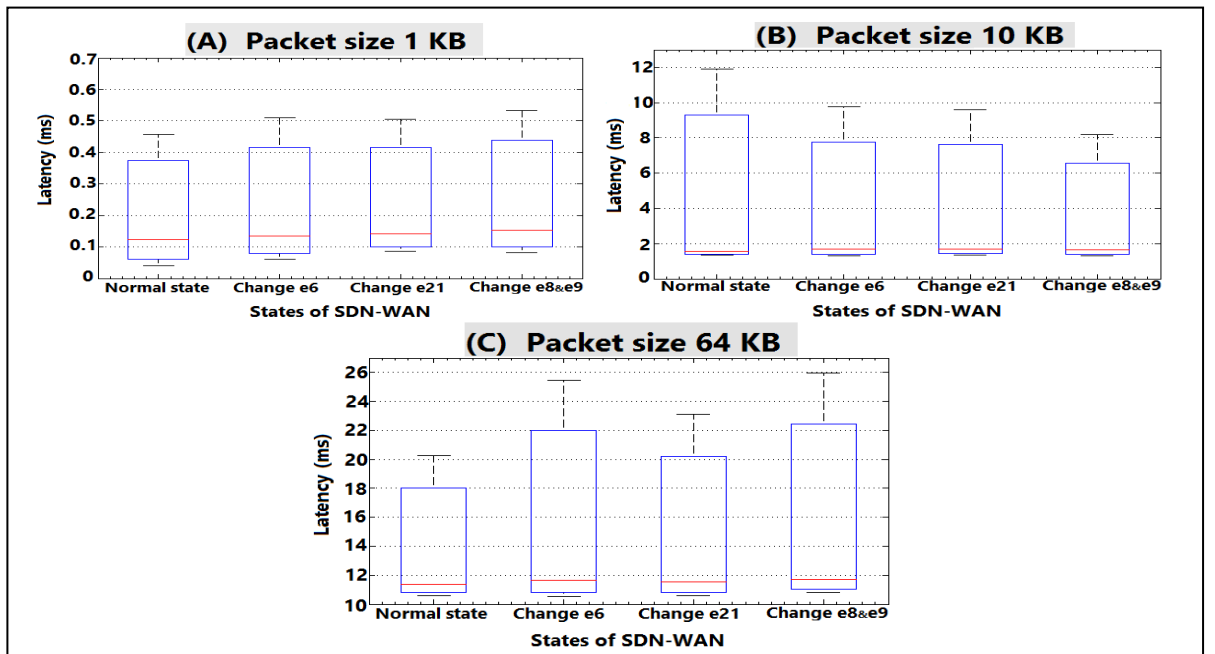 (A) Packet size 1 KB
0.7
0.6
0.5
0.4
0.3
0.2
0.1
0
Latency (ms)
Normal state Change e6 Change e21 Change e8&e9
States of SDN-WAN
(B) Packet size 10 KB
12
10
8
6
4
2
0
Latency (ms)
Normal state Change e6 Change e21 Change e8&e9
States of SDN-WAN
(C) Packet size 64 KB
26
24
22
20
18
16
14
12
10
Latency (ms)
Normal state Change e6 Change e21 Change e8&e9
States of SDN-WAN